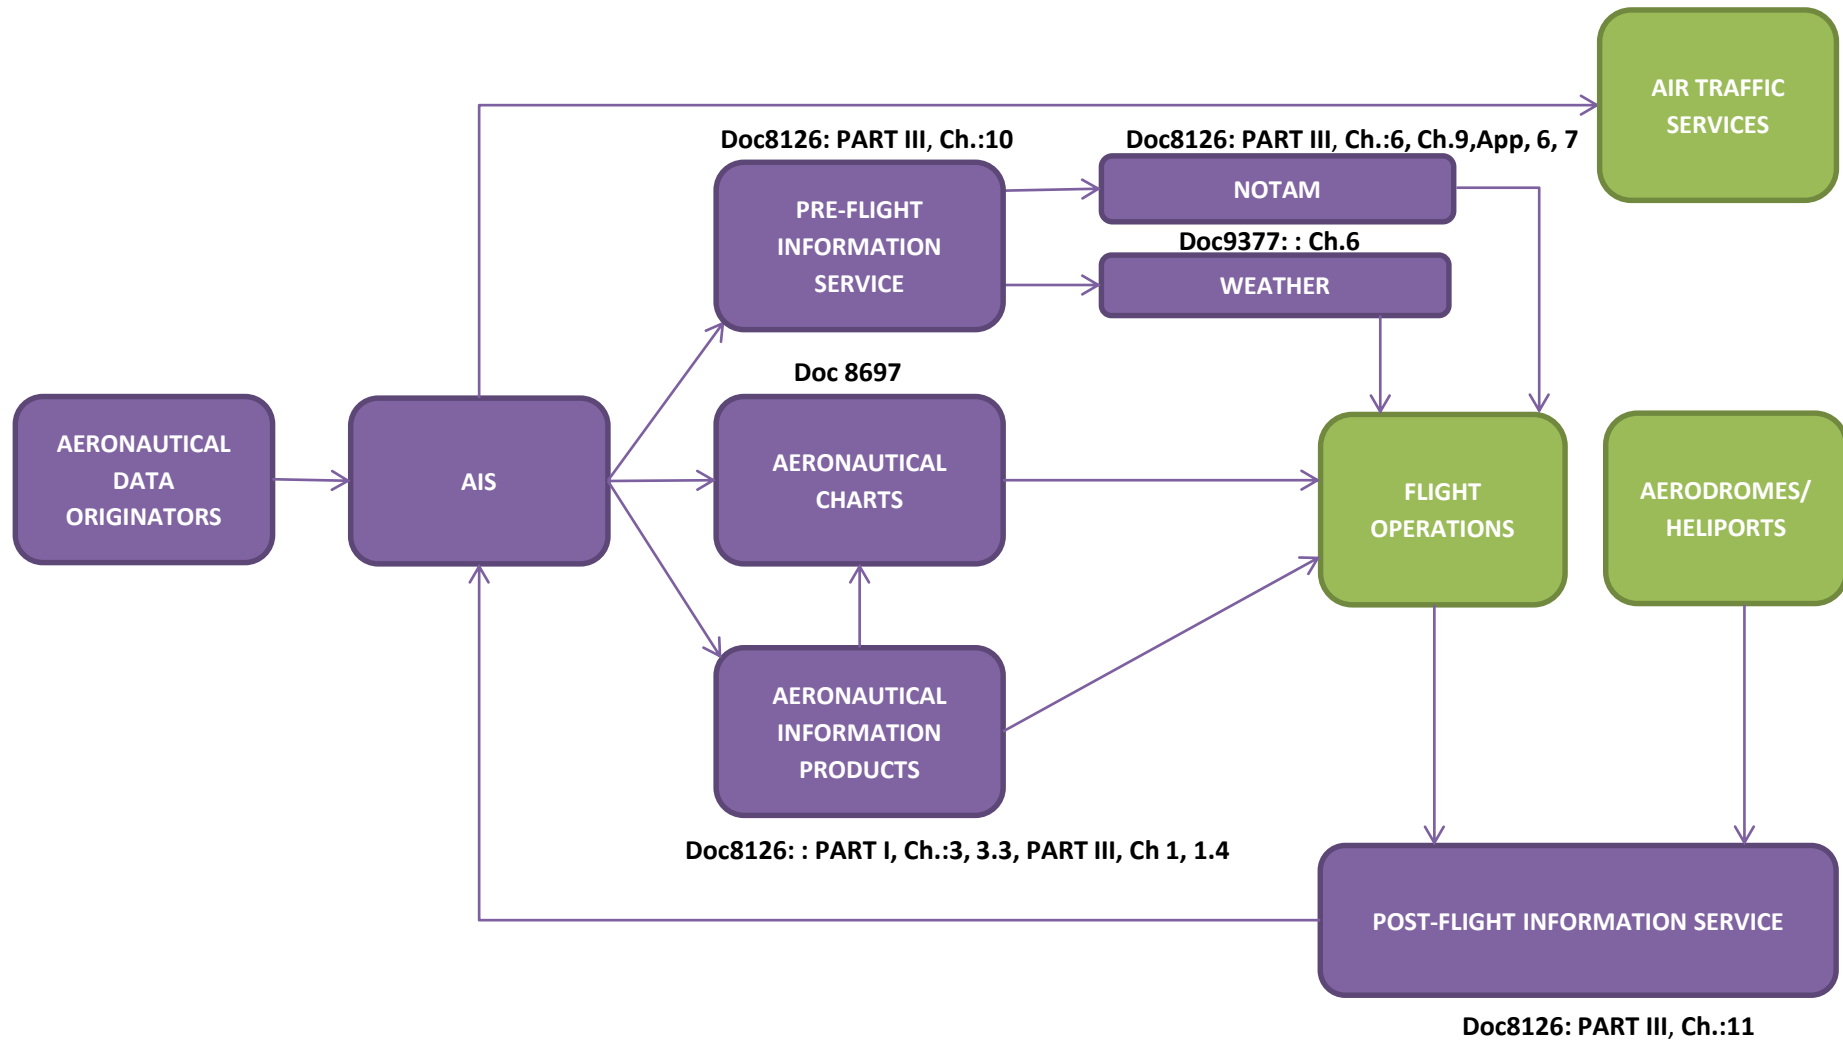 AIR TRAFFIC
SERVICES
Doc8126: PART III, Ch.:10
Doc8126: PART III, Ch.:6, Ch.9,App, 6, 7
PRE-FLIGHT
INFORMATION
SERVICE
NOTAM
Doc9377: : Ch.6
WEATHER
Doc 8697
AERONAUTICAL
DATA
ORIGINATORS
AIS
AERONAUTICAL
CHARTS
FLIGHT
OPERATIONS
AERODROMES/
HELIPORTS
AERONAUTICAL
INFORMATION
PRODUCTS
Doc8126: : PART I, Ch.:3, 3.3, PART III, Ch 1, 1.4
POST-FLIGHT INFORMATION SERVICE
Doc8126: PART III, Ch.:11